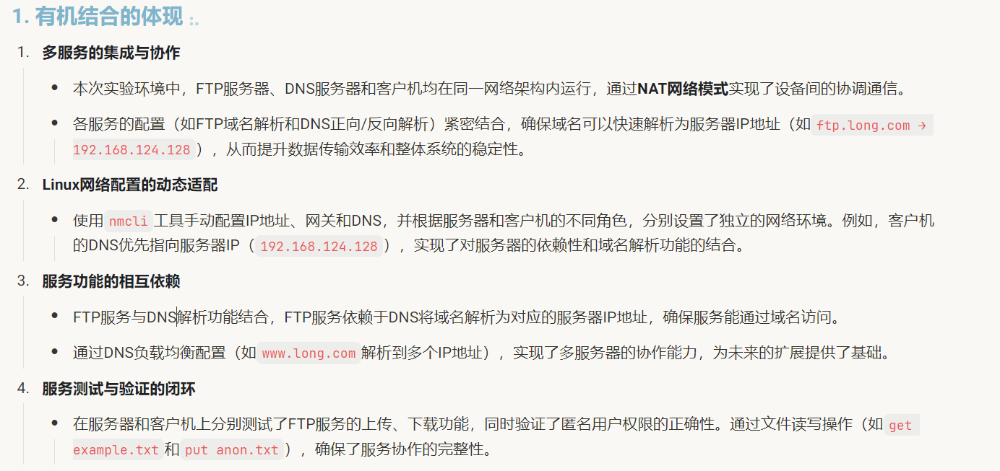 1. 有机结合的体现
1. 多服务的集成与协作
• 本次实验环境中，FTP服务器、DNS服务器和客户机均在同一网络架构内运行，通过NAT网络模式实现了设备间的协调通信。
• 各服务的配置（如FTP域名解析和DNS正向/反向解析）紧密结合，确保域名可以快速解析为服务器IP地址（如 ftp.long.com →
192.168.124.128 ），从而提升数据传输效率和整体系统的稳定性。
2. Linux网络配置的动态适配
• 使用 nmcli 工具手动配置IP地址、网关和DNS，并根据服务器和客户机的不同角色，分别设置了独立的网络环境。例如，客户机
的DNS优先指向服务器IP（ 192.168.124.128 ），实现了对服务器的依赖性和域名解析功能的结合。
3. 服务功能的相互依赖
• FTP服务与DNS解析功能结合，FTP服务依赖于DNS将域名解析为对应的服务器IP地址，确保服务能通过域名访问。
• 通过DNS负载均衡配置（如 www.long.com 解析到多个IP地址），实现了多服务器的协作能力，为未来的扩展提供了基础。
4. 服务测试与验证的闭环
• 在服务器和客户机上分别测试了FTP服务的上传、下载功能，同时验证了匿名用户权限的正确性。通过文件读写操作（如 get
example.txt 和 put anon.txt ），确保了服务协作的完整性。